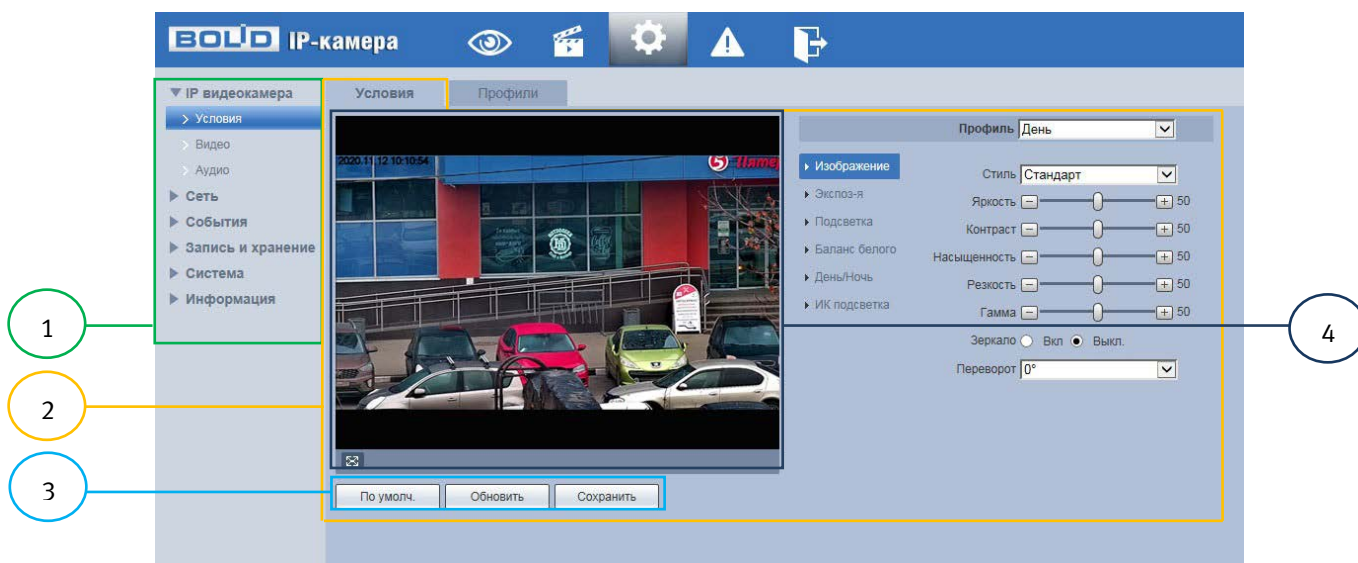 BOLID IP-камера
IP видеокамера
Условия
Видео
Аудио
Сеть
События
Запись и хранение
Система
Информация
Условия
Профили
2020.11.12 10:10:54
5
Профиль День
Изображение
Экспоз-я
Подсветка
Баланс белого
День/Ночь
ИК подсветка
Стиль Стандарт
Яркость 50
Контраст 50
Насыщенность 50
Резкость 50
Гамма 50
Зеркало Вкл Выкл.
Переворот 0°
По умолч.
Обновить
Сохранить
1
2
3
4